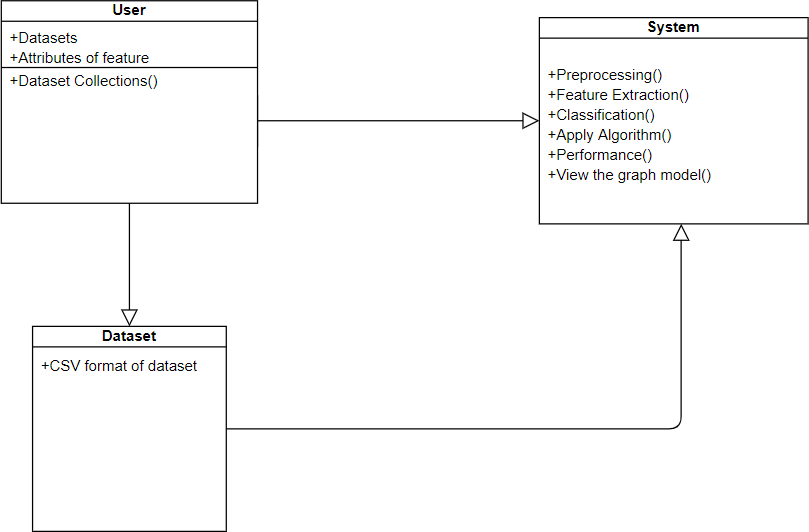 User
+Datasets
+Attributes of feature
+Dataset Collections()
System
+Preprocessing()
+Feature Extraction()
+Classification()
+Apply Algorithm()
+Performance()
+View the graph model()
Dataset
+CSV format of dataset